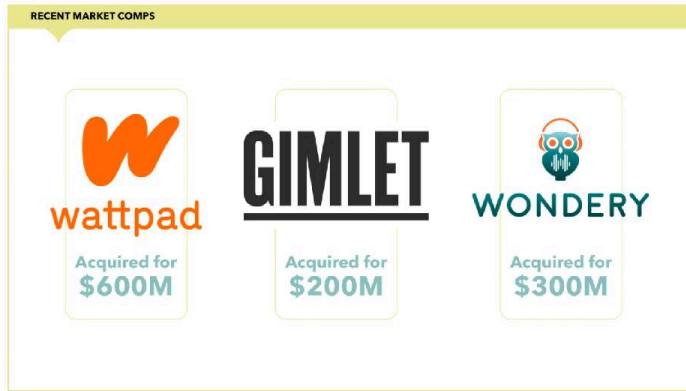 RECENT MARKET COMPS
wattpad
Acquired for
$600M
GIMLET
Acquired for
$200M
WONDERY
Acquired for
$300M